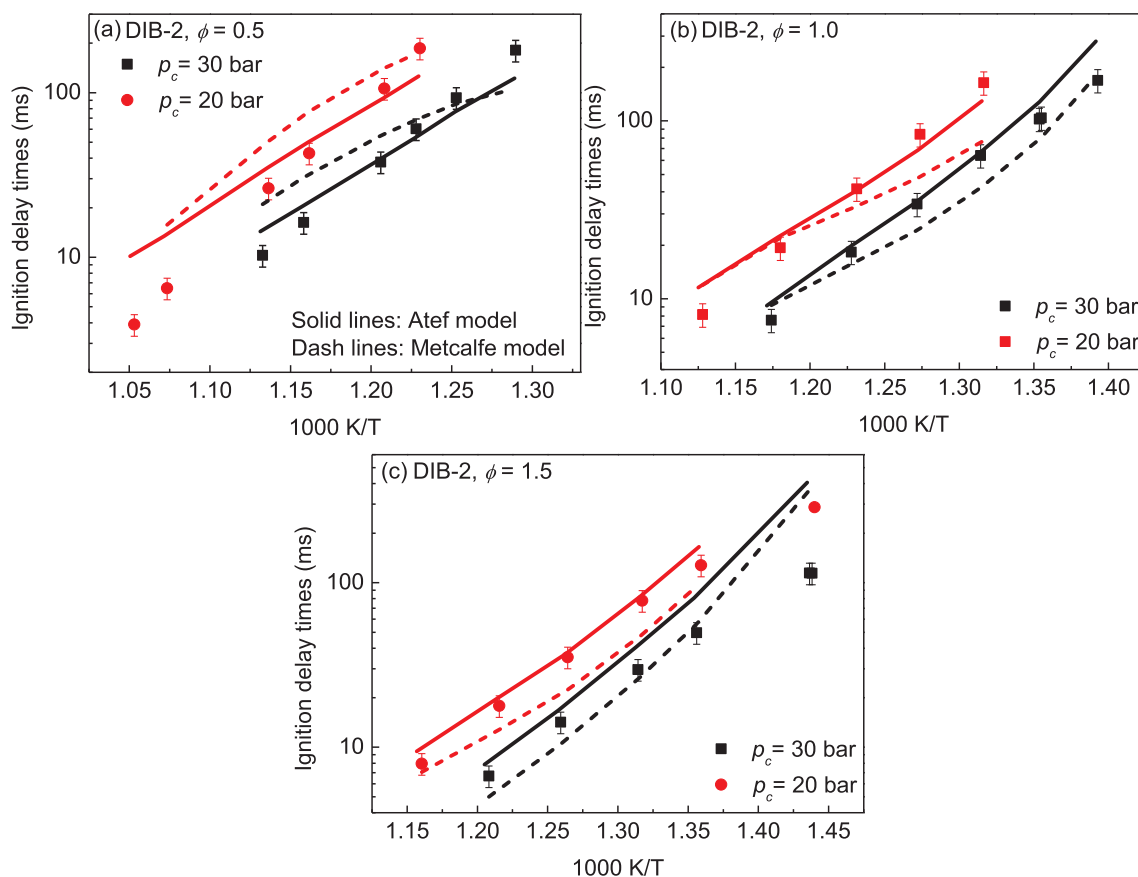 (a) DIB-2, ϕ = 0.5
p_c = 30 bar
p_c = 20 bar
100
10
Ignition delay times (ms)
Solid lines: Atef model
Dash lines: Metcalfe model
1.05 1.10 1.15 1.20 1.25 1.30
1000 K/T
(b) DIB-2, ϕ = 1.0
100
10
Ignition delay times (ms)
p_c = 30 bar
p_c = 20 bar
1.10 1.15 1.20 1.25 1.30 1.35 1.40
1000 K/T
(c) DIB-2, ϕ = 1.5
100
10
Ignition delay times (ms)
p_c = 30 bar
p_c = 20 bar
1.15 1.20 1.25 1.30 1.35 1.40 1.45
1000 K/T